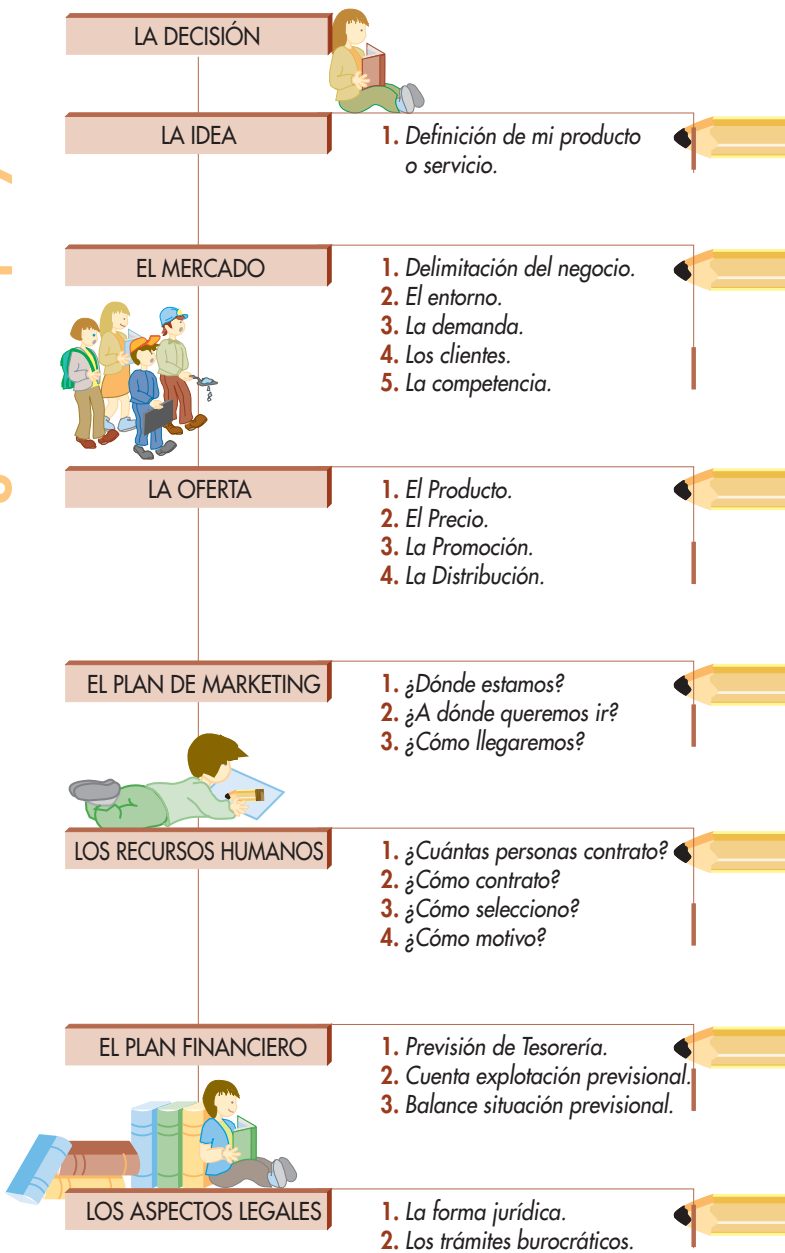 LA DECISIÓN
LA IDEA
1. Definición de mi producto
o servicio.
EL MERCADO
1. Delimitación del negocio.
2. El entorno.
3. La demanda.
4. Los clientes.
5. La competencia.
LA OFERTA
1. El Producto.
2. El Precio.
3. La Promoción.
4. La Distribución.
EL PLAN DE MARKETING
1. ¿Dónde estamos?
2. ¿A dónde queremos ir?
3. ¿Cómo llegaremos?
LOS RECURSOS HUMANOS
1. ¿Cuántas personas contrato?
2. ¿Cómo contrato?
3. ¿Cómo selecciono?
4. ¿Cómo motivo?
EL PLAN FINANCIERO
1. Previsión de Tesorería.
2. Cuenta explotación previsional.
3. Balance situación previsional.
LOS ASPECTOS LEGALES
1. La forma jurídica.
2. Los trámites burocráticos.